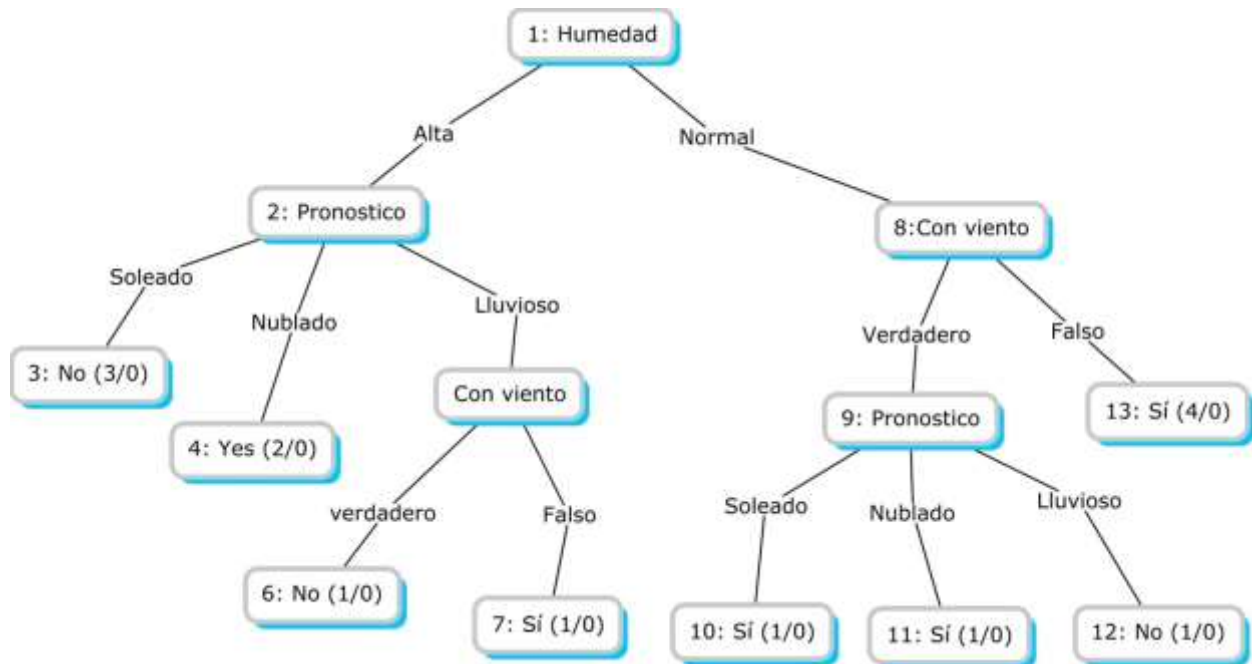 1: Humedad
Alta
Normal
2: Pronostico
8:Con viento
Soleado
Nublado
Lluvioso
Verdadero
Falso
3: No (3/0)
4: Yes (2/0)
Con viento
9: Pronostico
13: Sí (4/0)
verdadero
Falso
Soleado
Nublado
Lluvioso
6: No (1/0)
7: Sí (1/0)
10: Sí (1/0)
11: Sí (1/0)
12: No (1/0)